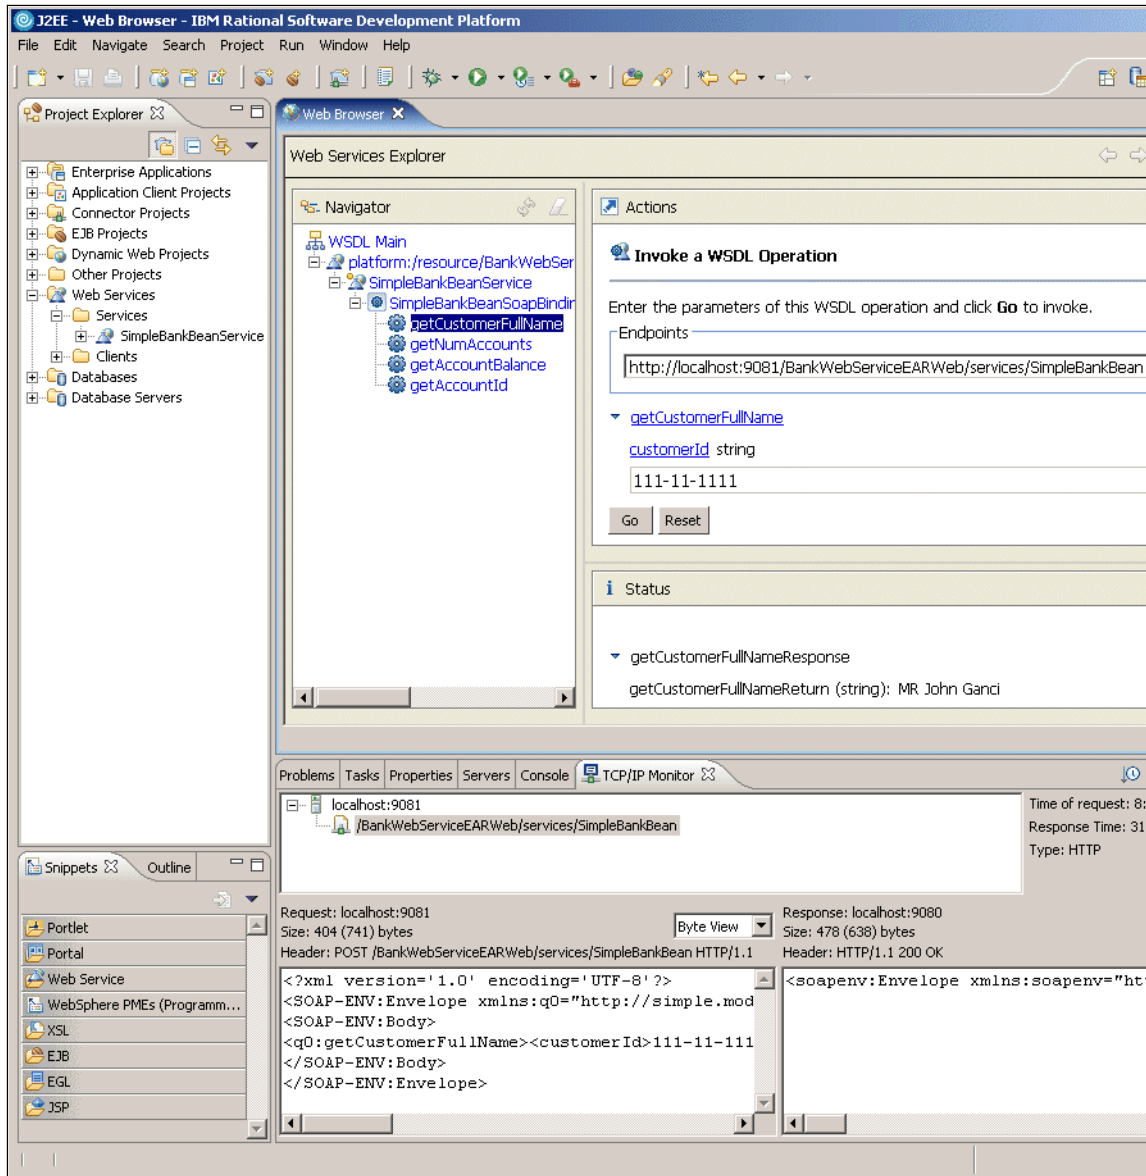 J2EE - Web Browser - IBM Rational Software Development Platform
File Edit Navigate Search Project Run Window Help
Project Explorer
Enterprise Applications
Application Client Projects
Connector Projects
EJB Projects
Dynamic Web Projects
Other Projects
Web Services
Services
SimpleBankBeanService
Clients
Databases
Database Servers
Web Browser
Web Services Explorer
Navigator
WSDL Main
platform:/resource/BankWebSer
SimpleBankBeanService
SimpleBankBeanSoapBindin
getCustomerFullName
getNumAccounts
getAccountBalance
getAccountId
Actions
Invoke a WSDL Operation
Enter the parameters of this WSDL operation and click Go to invoke.
Endpoints
http://localhost:9081/BankWebServiceEARWeb/services/SimpleBankBean
getCustomerFullName
customerId string
111-11-1111
Go Reset
i Status
getCustomerFullNameResponse
getCustomerFullNameReturn (string): MR John Ganci
Snippets Outline
Portlet
Portal
Web Service
WebSphere PMEs (Programm...
XSL
EJB
EGL
JSP
Problems Tasks Properties Servers Console TCP/IP Monitor
localhost:9081
/BankWebServiceEARWeb/services/SimpleBankBean
Time of request: 8:
Response Time: 31
Type: HTTP
Request: localhost:9081
Size: 404 (741) bytes
Header: POST /BankWebServiceEARWeb/services/SimpleBankBean HTTP/1.1
Byte View
<?xml version='1.0' encoding='UTF-8'?>
<SOAP-ENV:Envelope xmlns:q0="http://simple.mod
<SOAP-ENV:Body>
<q0:getCustomerFullName><customerId>111-11-111
</SOAP-ENV:Body>
</SOAP-ENV:Envelope>
Response: localhost:9080
Size: 478 (638) bytes
Header: HTTP/1.1 200 OK
<soapenv:Envelope xmlns:soapenv="ht